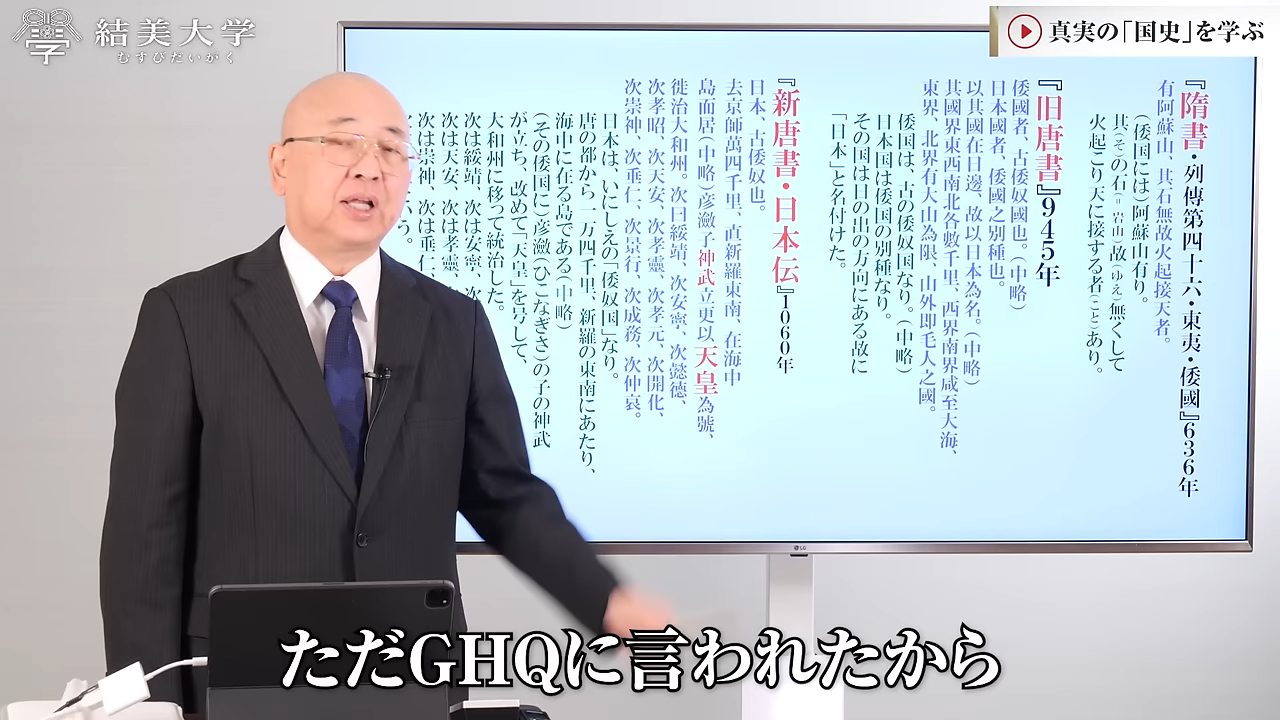 結美大学
むすびたいがく
真実の「国史」を学ぶ
『隋書・列傳第四十六・東夷・倭國』636年
有阿蘇山、其石無故火起接天者。
(倭國には)阿蘇山有り。
其(その)石(=岩山)故(ゆえ)無くして
火起こり天に接する者(こと)あり。
『旧唐書』945年
倭國者、古倭奴國也。(中略)
日本國者、倭國之別種也。
以其國在日邊、故以日本為名。(中略)
其國界東西南北各數千里、西界南界咸至大海、
東界、北界有大山為限、山外即毛人之國。
倭国は、古の倭奴国なり。(中略)
日本国は倭国の別種なり。
その国は日の出の方向にある故に
「日本」と名付けた。
『新唐書・日本伝』1060年
日本、古倭奴也。
去京師萬四千里、直新羅東南、在海中
島而居(中略)彦瀲子神武立更以天皇為號、
徙治大和州。次曰綏靖、次安寧、次懿德、
次孝昭、次天安、次孝靈、次孝元、次開化、
次崇神、次垂仁、次景行、次成務、次仲哀。
日本は、いにしえの「倭奴国」なり。
唐の都から一万四千里、新羅の東南にあたり、
海中に在る島である(中略)
(その倭国に)彦瀲(ひこなぎさ)の子の神武
が立ち、改めて「天皇」を号して、
大和州に移って統治した。
次は綏靖、次は安寧、次
次は天安、次は孝靈、
次は崇神、次は垂仁、
う。
LG
ただGHQに言われたから